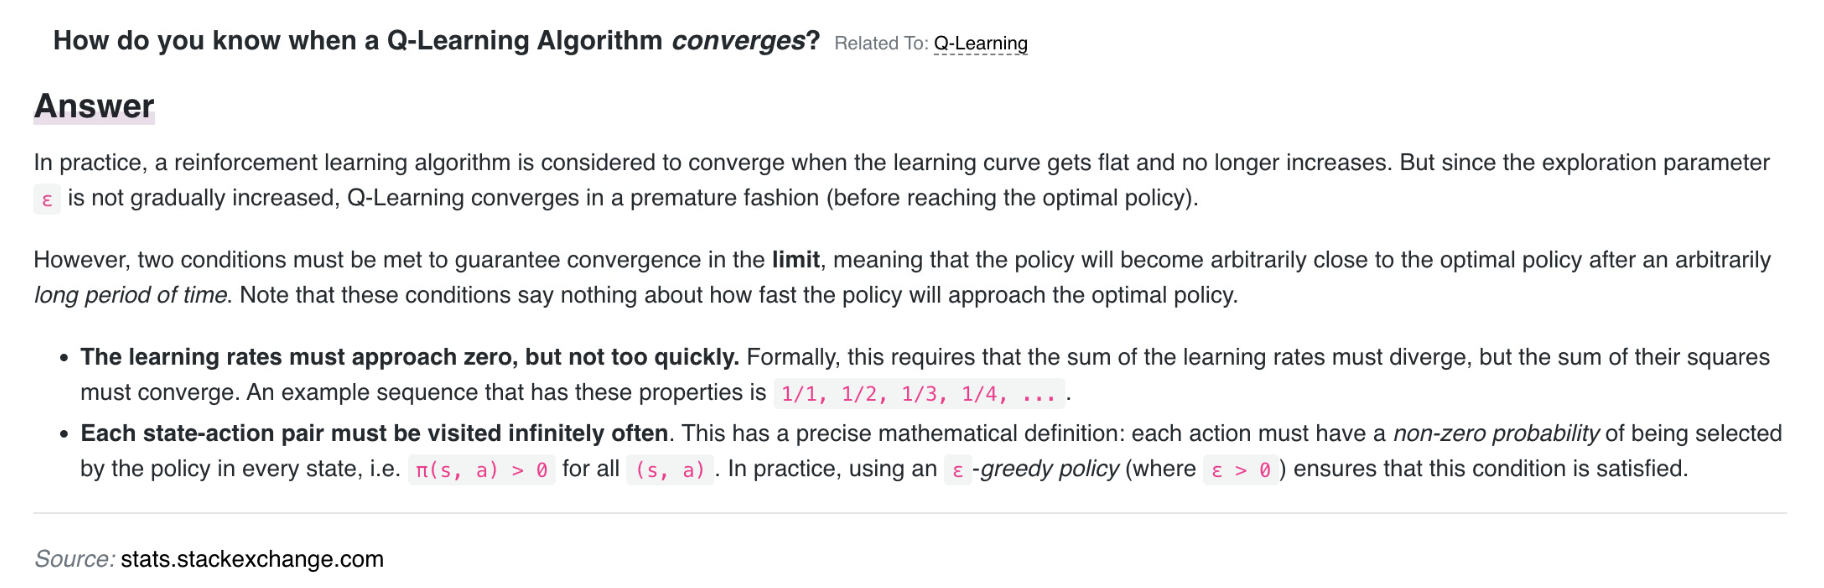 How do you know when a Q-Learning Algorithm converges? Related To: Q-Learning
Answer
In practice, a reinforcement learning algorithm is considered to converge when the learning curve gets flat and no longer increases. But since the exploration parameter
ε is not gradually increased, Q-Learning converges in a premature fashion (before reaching the optimal policy).
However, two conditions must be met to guarantee convergence in the limit, meaning that the policy will become arbitrarily close to the optimal policy after an arbitrarily
long period of time. Note that these conditions say nothing about how fast the policy will approach the optimal policy.
• The learning rates must approach zero, but not too quickly. Formally, this requires that the sum of the learning rates must diverge, but the sum of their squares
must converge. An example sequence that has these properties is 1/1, 1/2, 1/3, 1/4, ... .
• Each state-action pair must be visited infinitely often. This has a precise mathematical definition: each action must have a non-zero probability of being selected
by the policy in every state, i.e. π(s, a) > 0 for all (s, a) . In practice, using an ε -greedy policy (where ε > 0 ) ensures that this condition is satisfied.
Source: stats.stackexchange.com